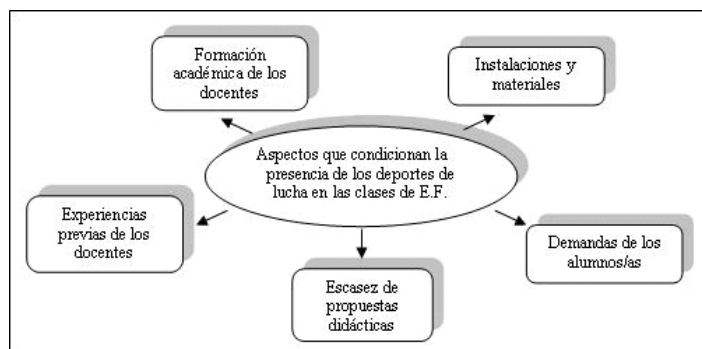 Formación
académica de los
docentes
Instalaciones y
materiales
Aspectos que condicionan la
presencia de los deportes de
lucha en las clases de E.F.
Experiencias
previas de los
docentes
Demandas de los
alumnos/as
Escasez de
propuestas
didácticas